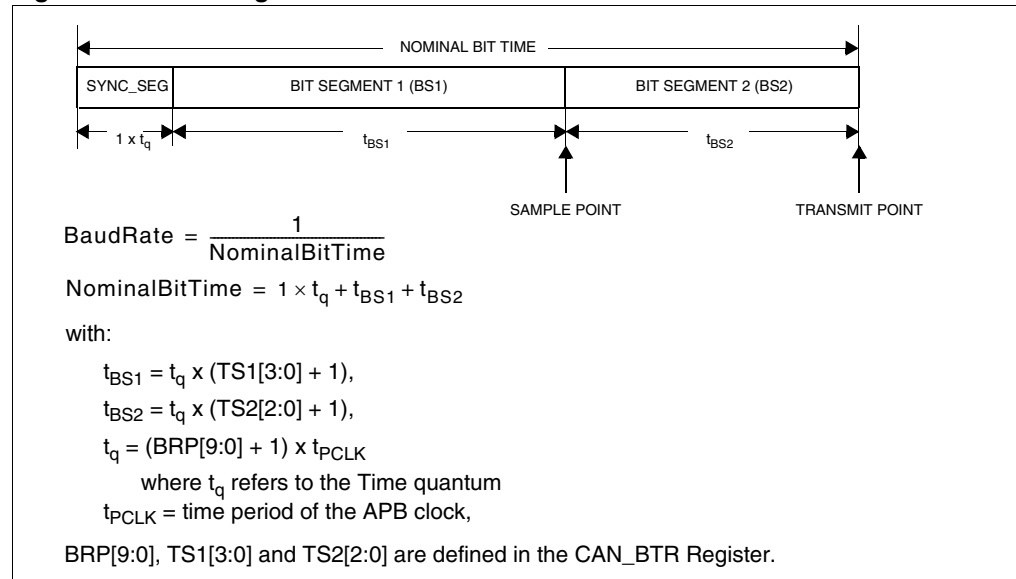 NOMINAL BIT TIME
SYNC_SEG BIT SEGMENT 1 (BS1) BIT SEGMENT 2 (BS2)
1 x tq tBS1 tBS2
SAMPLE POINT TRANSMIT POINT
BaudRate = 1 / NominalBitTime
NominalBitTime = 1 × tq + tBS1 + tBS2
with:
tBS1 = tq x (TS1[3:0] + 1),
tBS2 = tq x (TS2[2:0] + 1),
tq = (BRP[9:0] + 1) x tPCLK
where tq refers to the Time quantum
tPCLK = time period of the APB clock,
BRP[9:0], TS1[3:0] and TS2[2:0] are defined in the CAN_BTR Register.